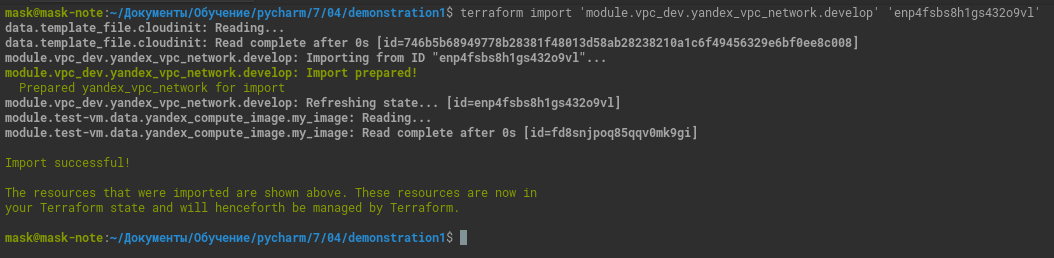 mask@mask-note:~/Документы/Обучение/pycharm/7/04/demonstration1$ terraform import 'module.vpc_dev.yandex_vpc_network.develop' 'enp4fsbs8h1gs432o9vl'
data.template_file.cloudinit: Reading...
data.template_file.cloudinit: Read complete after 0s [id=746b5b68949778b28381f48013d58ab28238210a1c6f49456329e6bf0ee8c008]
module.vpc_dev.yandex_vpc_network.develop: Importing from ID "enp4fsbs8h1gs432o9vl"...
module.vpc_dev.yandex_vpc_network.develop: Import prepared!
  Prepared yandex_vpc_network for import
module.vpc_dev.yandex_vpc_network.develop: Refreshing state... [id=enp4fsbs8h1gs432o9vl]
module.test-vm.data.yandex_compute_image.my_image: Reading...
module.test-vm.data.yandex_compute_image.my_image: Read complete after 0s [id=fd8snjpoq85qqv0mk9gi]
Import successful!
The resources that were imported are shown above. These resources are now in
your Terraform state and will henceforth be managed by Terraform.
mask@mask-note:~/Документы/Обучение/pycharm/7/04/demonstration1$